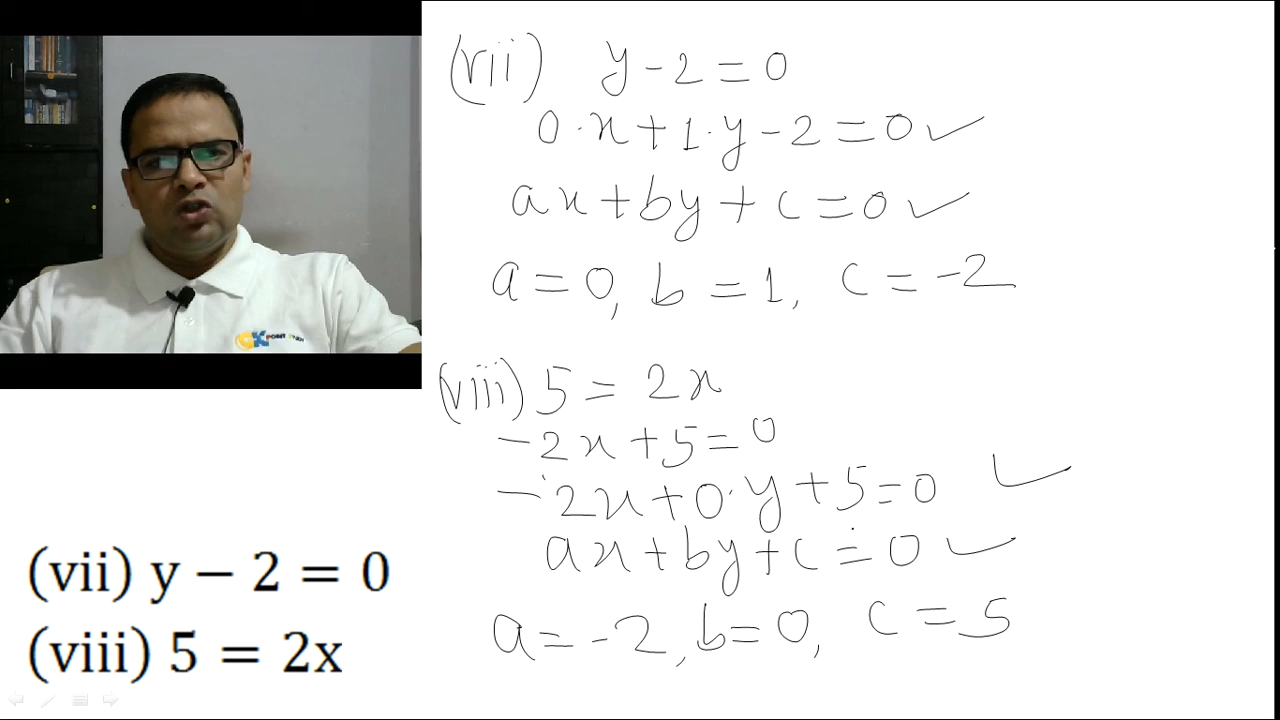 (vii) y-2=0
0·x+1·y-2=0✓
ax+by+c=0✓
a=0, b=1, c=-2
(viii) 5=2x
-2x+5=0
-2x+0·y+5=0 ✓
ax+by+c=0✓
a=-2, b=0, c=5
(vii) y − 2 = 0
(viii) 5 = 2x